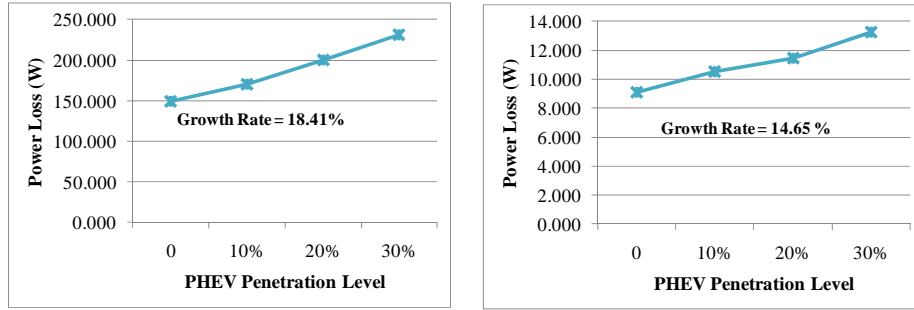 250.000
200.000
150.000
100.000
50.000
0.000
Power Loss (W)
Growth Rate = 18.41%
0 10% 20% 30%
PHEV Penetration Level
14.000
12.000
10.000
8.000
6.000
4.000
2.000
0.000
Power Loss (W)
Growth Rate = 14.65 %
0 10% 20% 30%
PHEV Penetration Level